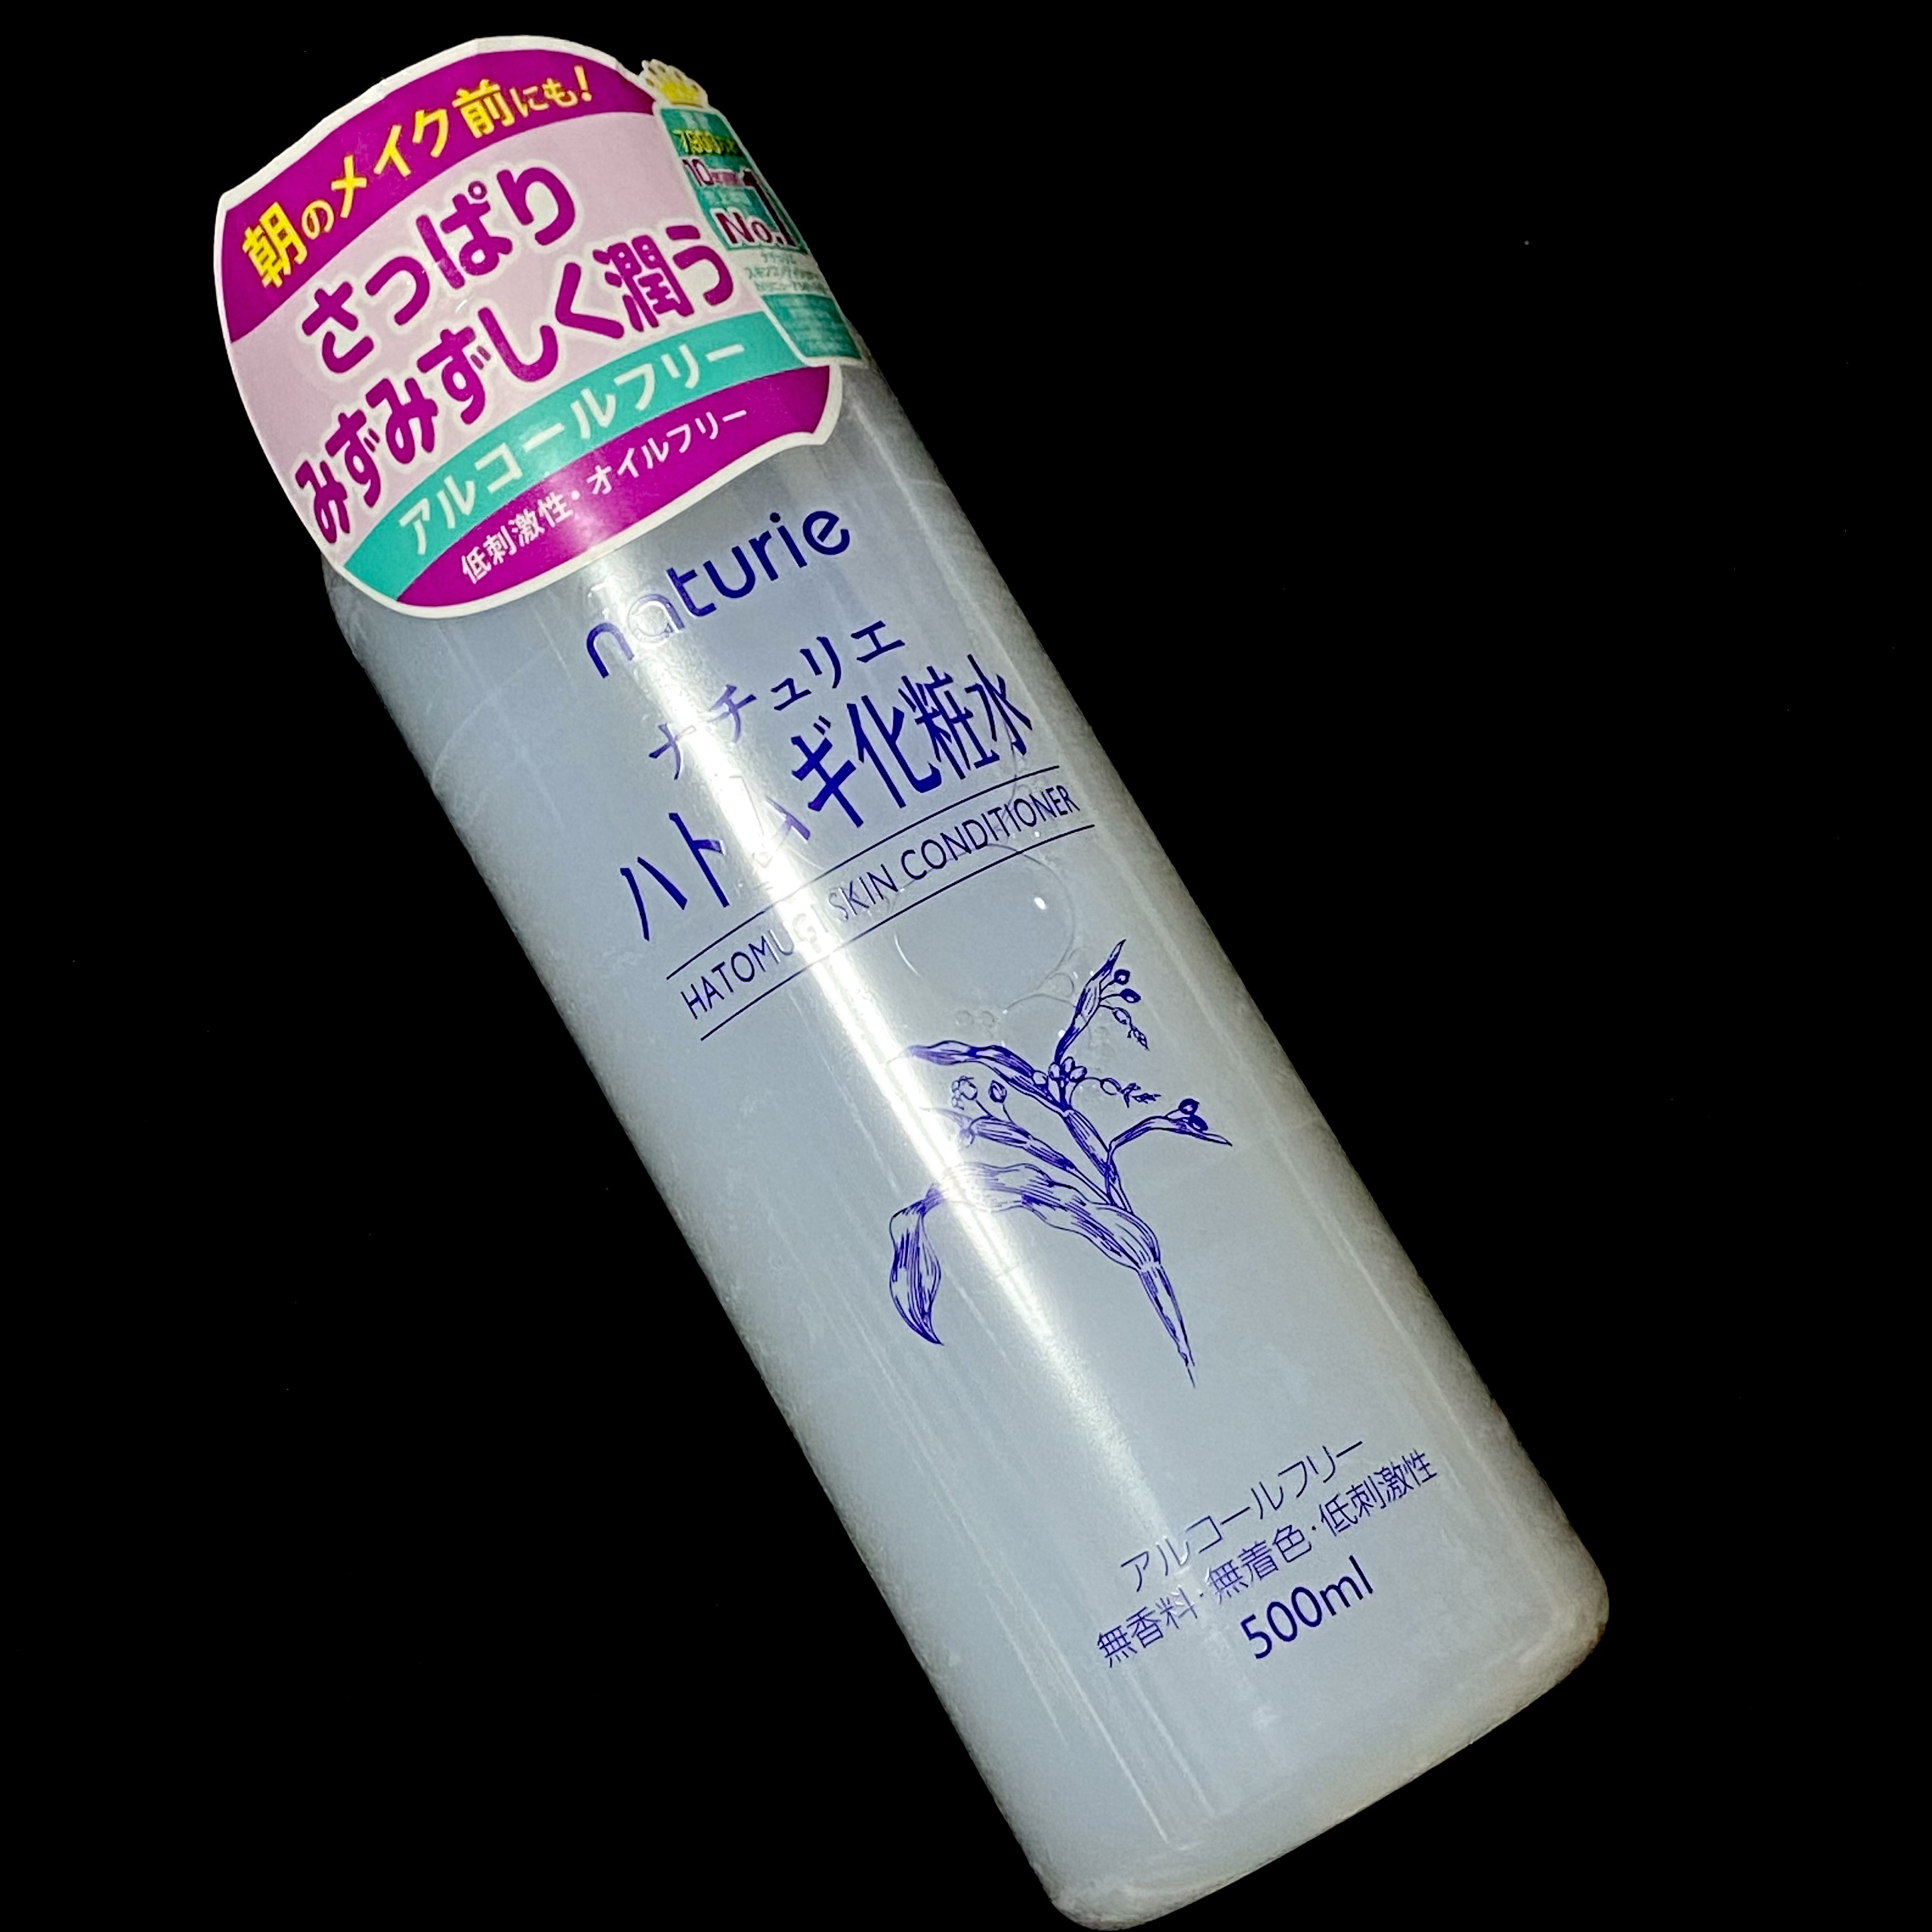 朝のメイク前にも!
さっぱり
みずみずしく潤う
アルコールフリー
低刺激性・オイルフリー
No.1
naturie
ナチュリエ
ハトムギ化粧水
HATOMUGI SKIN CONDITIONER
アルコールフリー
無香料・無着色・低刺激性
500ml